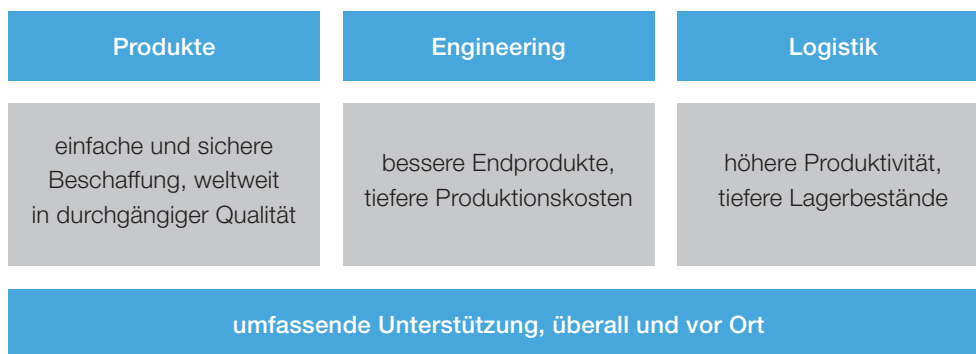 Produkte
Engineering
Logistik
einfache und sichere
Beschaffung, weltweit
in durchgängiger Qualität
bessere Endprodukte,
tiefere Produktionskosten
höhere Produktivität,
tiefere Lagerbestände
umfassende Unterstützung, überall und vor Ort